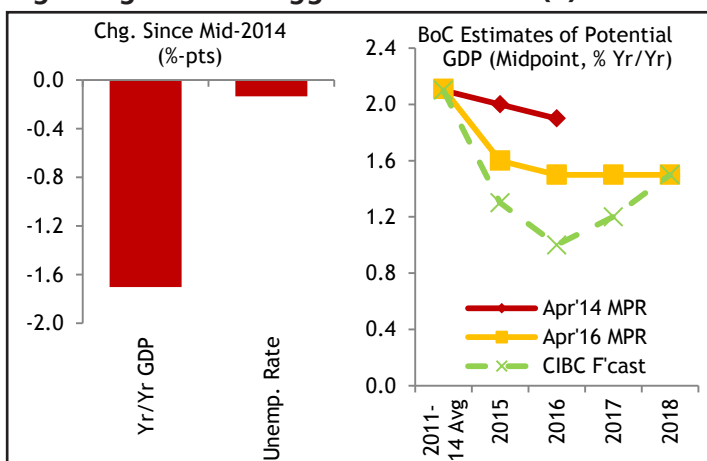 Chg. Since Mid-2014
(%-pts)
0.0
-0.4
-0.8
-1.2
-1.6
-2.0
Yr/Yr GDP
Unemp. Rate
BoC Estimates of Potential
GDP (Midpoint, % Yr/Yr)
2.4
2.0
1.6
1.2
0.8
0.4
0.0
Apr'14 MPR
Apr'16 MPR
CIBC F'cast
2011-
14 Avg
2015
2016
2017
2018